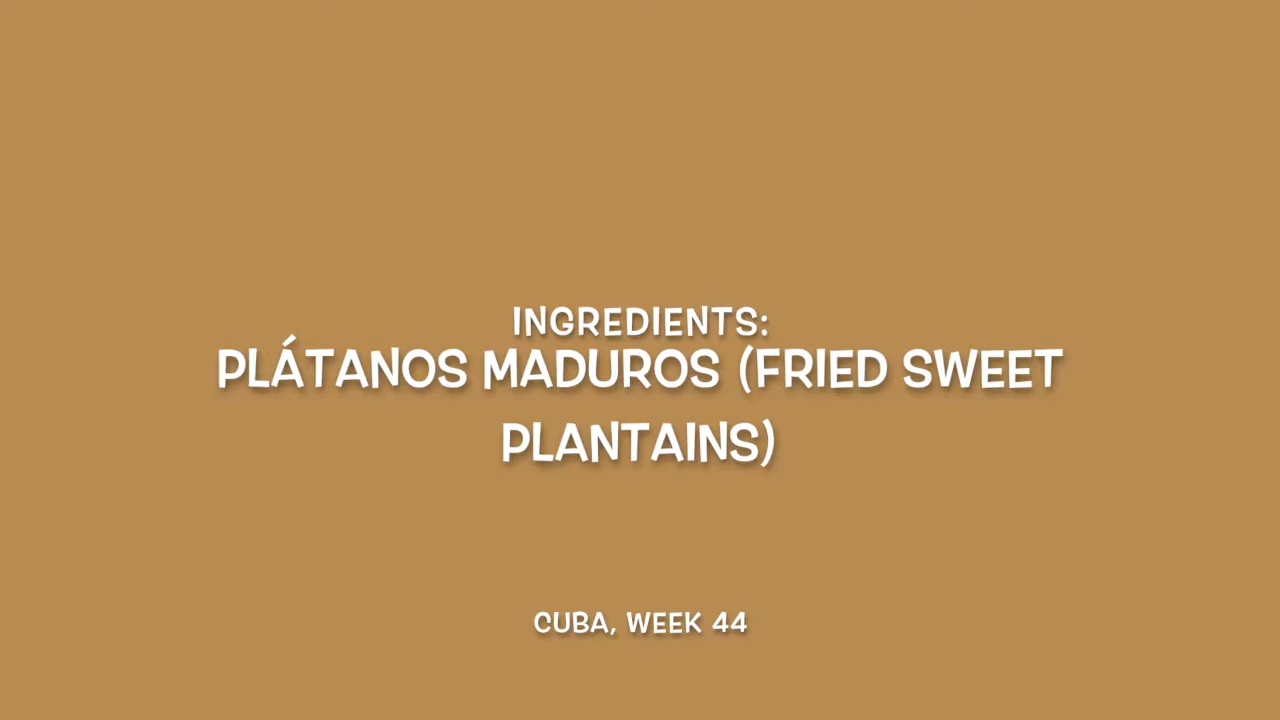 INGREDIENTS:
PLÁTANOS MADUROS (FRIED SWEET
PLANTAINS)
CUBA, WEEK 44